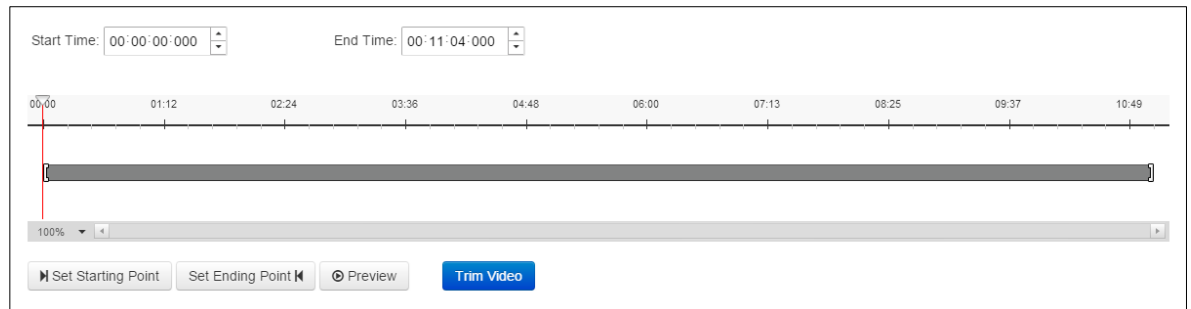 Start Time: 00:00:00:000 End Time: 00:11:04:000
00:00 01:12 02:24 03:36 04:48 06:00 07:13 08:25 09:37 10:49
100%
Set Starting Point Set Ending Point Preview Trim Video